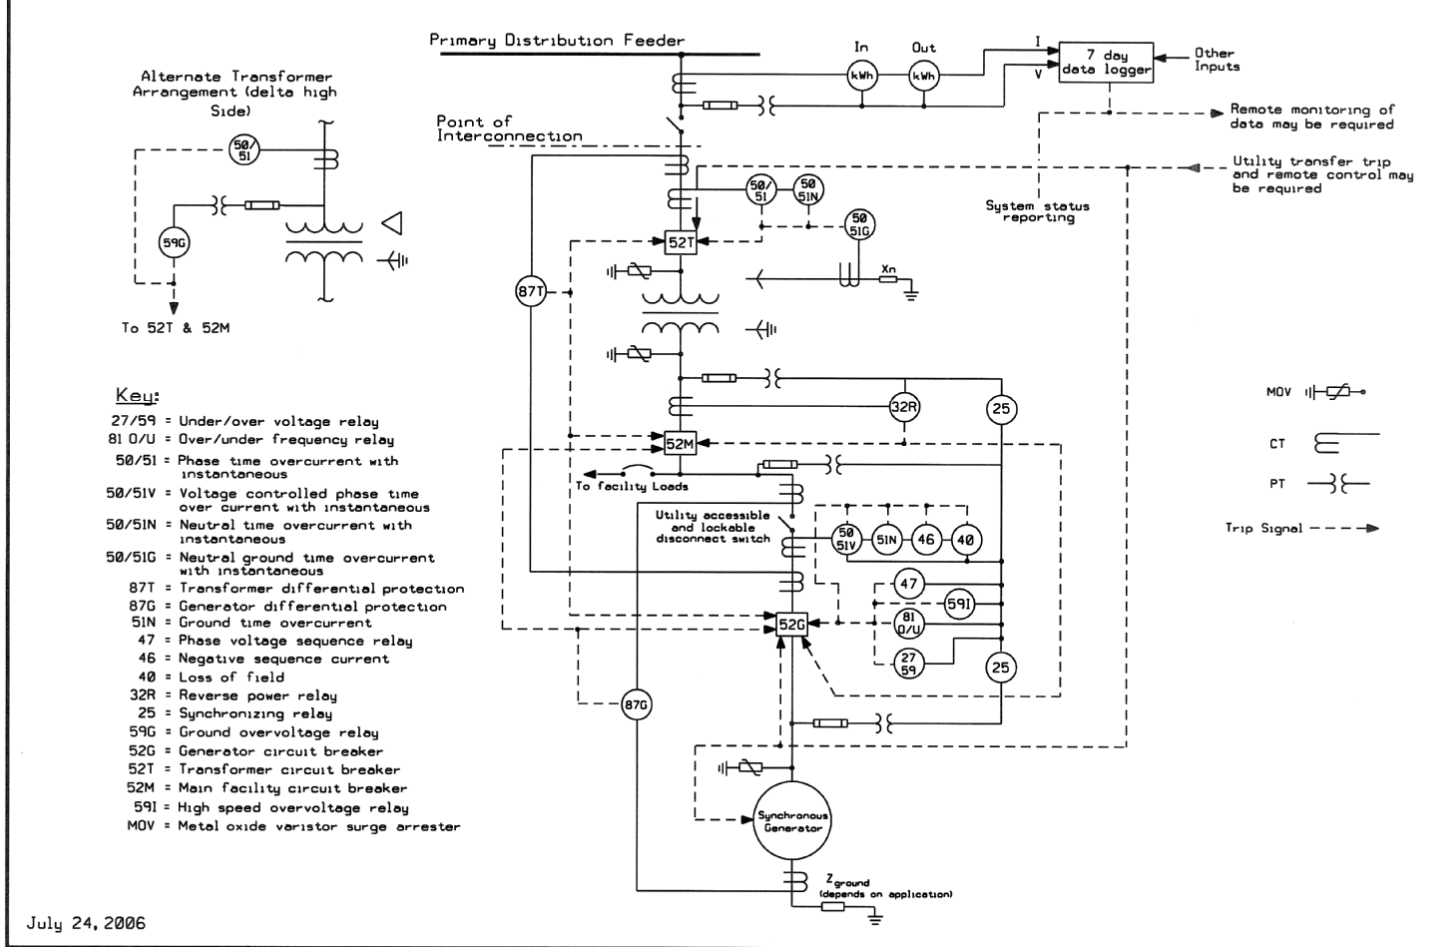 Primary Distribution Feeder
In
Out
kWh
kWh
I
V
7 day
data logger
Other
Inputs
Remote monitoring of
data may be required
Utility transfer trip
and remote control may
be required
System status
reporting
Alternate Transformer
Arrangement (delta high
Side)
50/
51
59G
To 52T & 52M
Point of
Interconnection
50/
51
50
51N
50
51G
52T
Xn
87T
32R
25
52M
To facility Loads
Utility accessible
and lockable
disconnect switch
50
51V
51N
46
40
47
59I
81
O/U
27
59
25
52G
87G
Synchronous
Generator
Zground
(depends on application)
MOV
CT
PT
Trip Signal
Key:
27/59 = Under/over voltage relay
81 O/U = Over/under frequency relay
50/51 = Phase time overcurrent with
instantaneous
50/51V = Voltage controlled phase time
over current with instantaneous
50/51N = Neutral time overcurrent with
instantaneous
50/51G = Neutral ground time overcurrent
with instantaneous
87T = Transformer differential protection
87G = Generator differential protection
51N = Ground time overcurrent
47 = Phase voltage sequence relay
46 = Negative sequence current
40 = Loss of field
32R = Reverse power relay
25 = Synchronizing relay
59G = Ground overvoltage relay
52G = Generator circuit breaker
52T = Transformer circuit breaker
52M = Main facility circuit breaker
59I = High speed overvoltage relay
MOV = Metal oxide varistor surge arrester
July 24, 2006